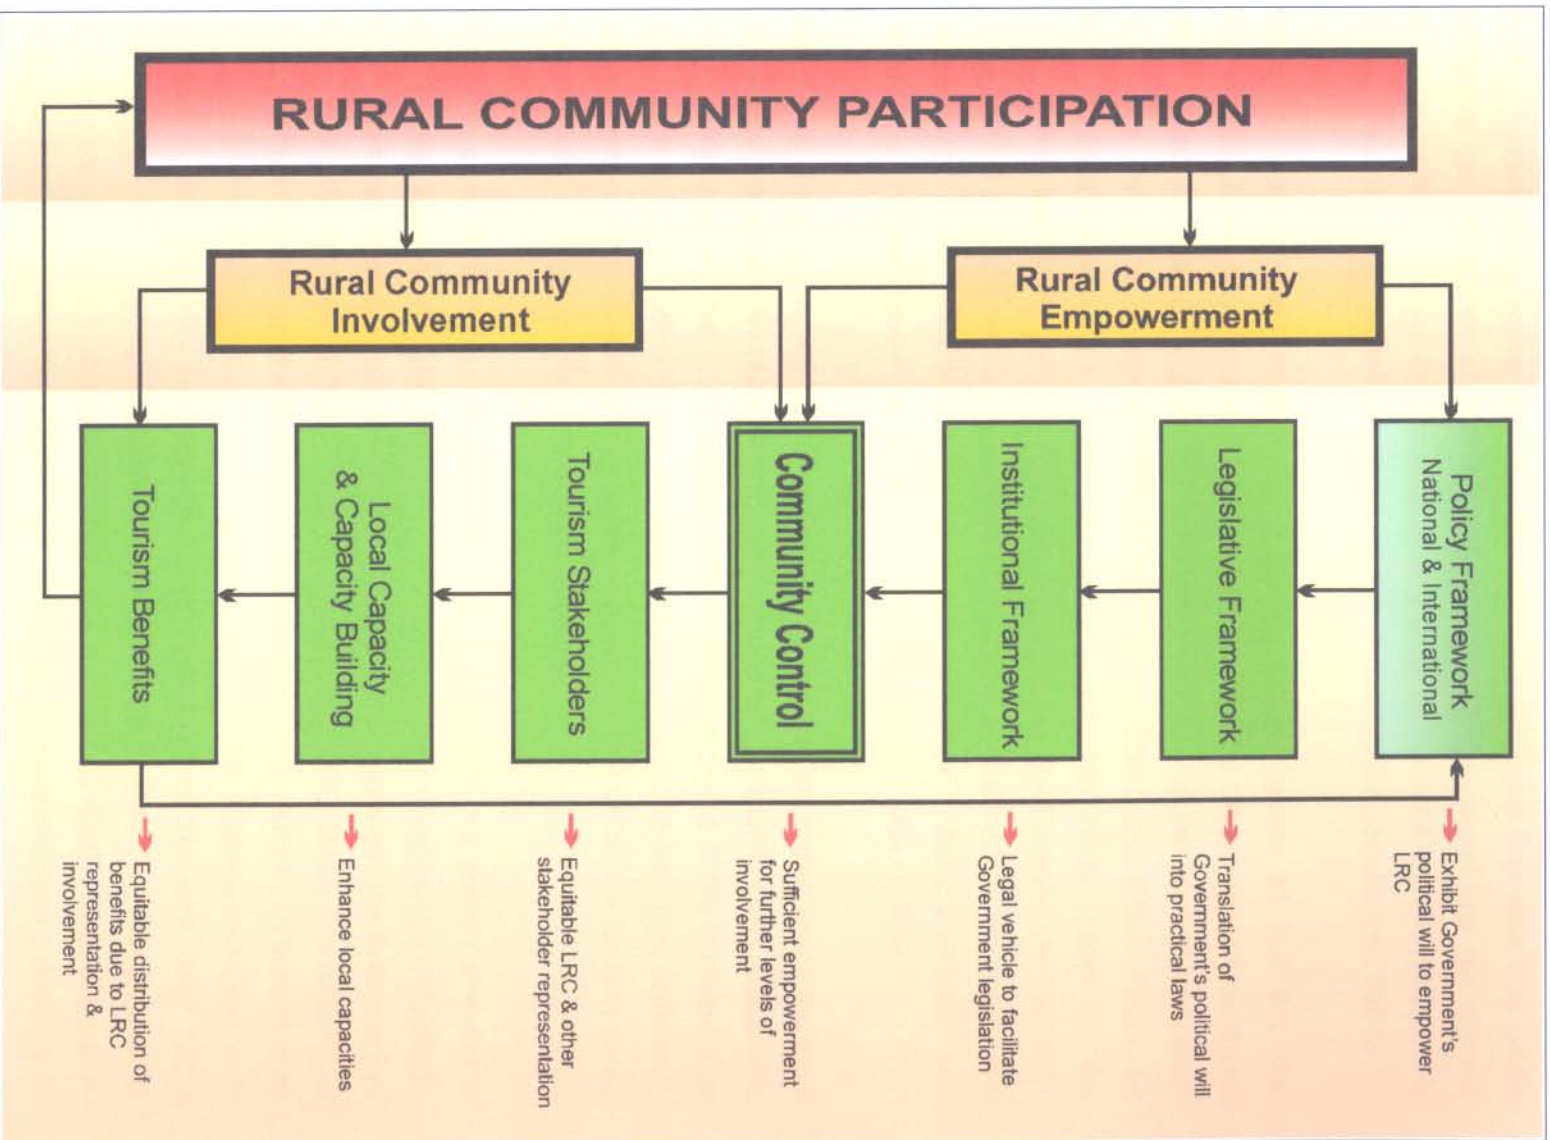 RURAL COMMUNITY PARTICIPATION
Rural Community
Involvement
Rural Community
Empowerment
Policy Framework
National & International
Legislative Framework
Institutional Framework
Community Control
Tourism Stakeholders
Local Capacity
& Capacity Building
Tourism Benefits
Exhibit Government's
political will to empower
LRC
Translation of
Government's political will
into practical laws
Legal vehicle to facilitate
Government legislation
Sufficient empowerment
for further levels of
involvement
Equitable LRC & other
stakeholder representation
Enhance local capacities
Equitable distribution of
benefits due to LRC
representation &
involvement